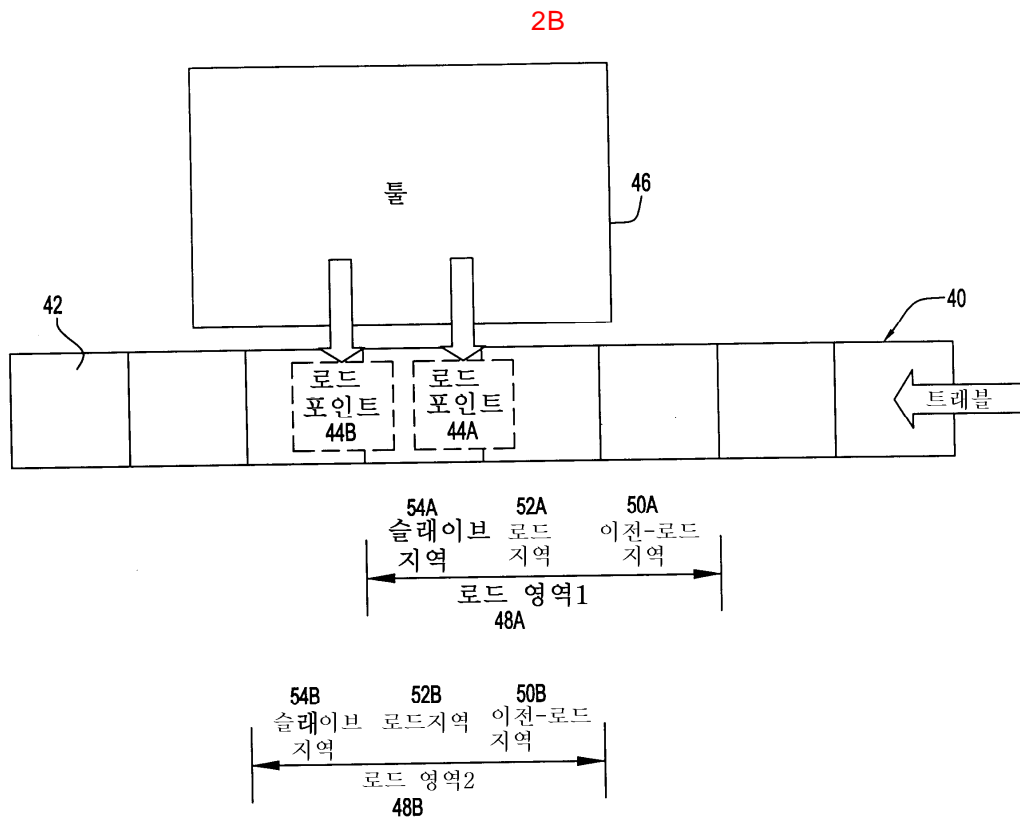 2B
툴
46
42
40
로드
포인트
44B
로드
포인트
44A
트래블
54A
슬래이브
지역
52A
로드
지역
50A
이전-로드
지역
로드 영역1
48A
54B
슬래이브
지역
52B
로드지역
50B
이전-로드
지역
로드 영역2
48B